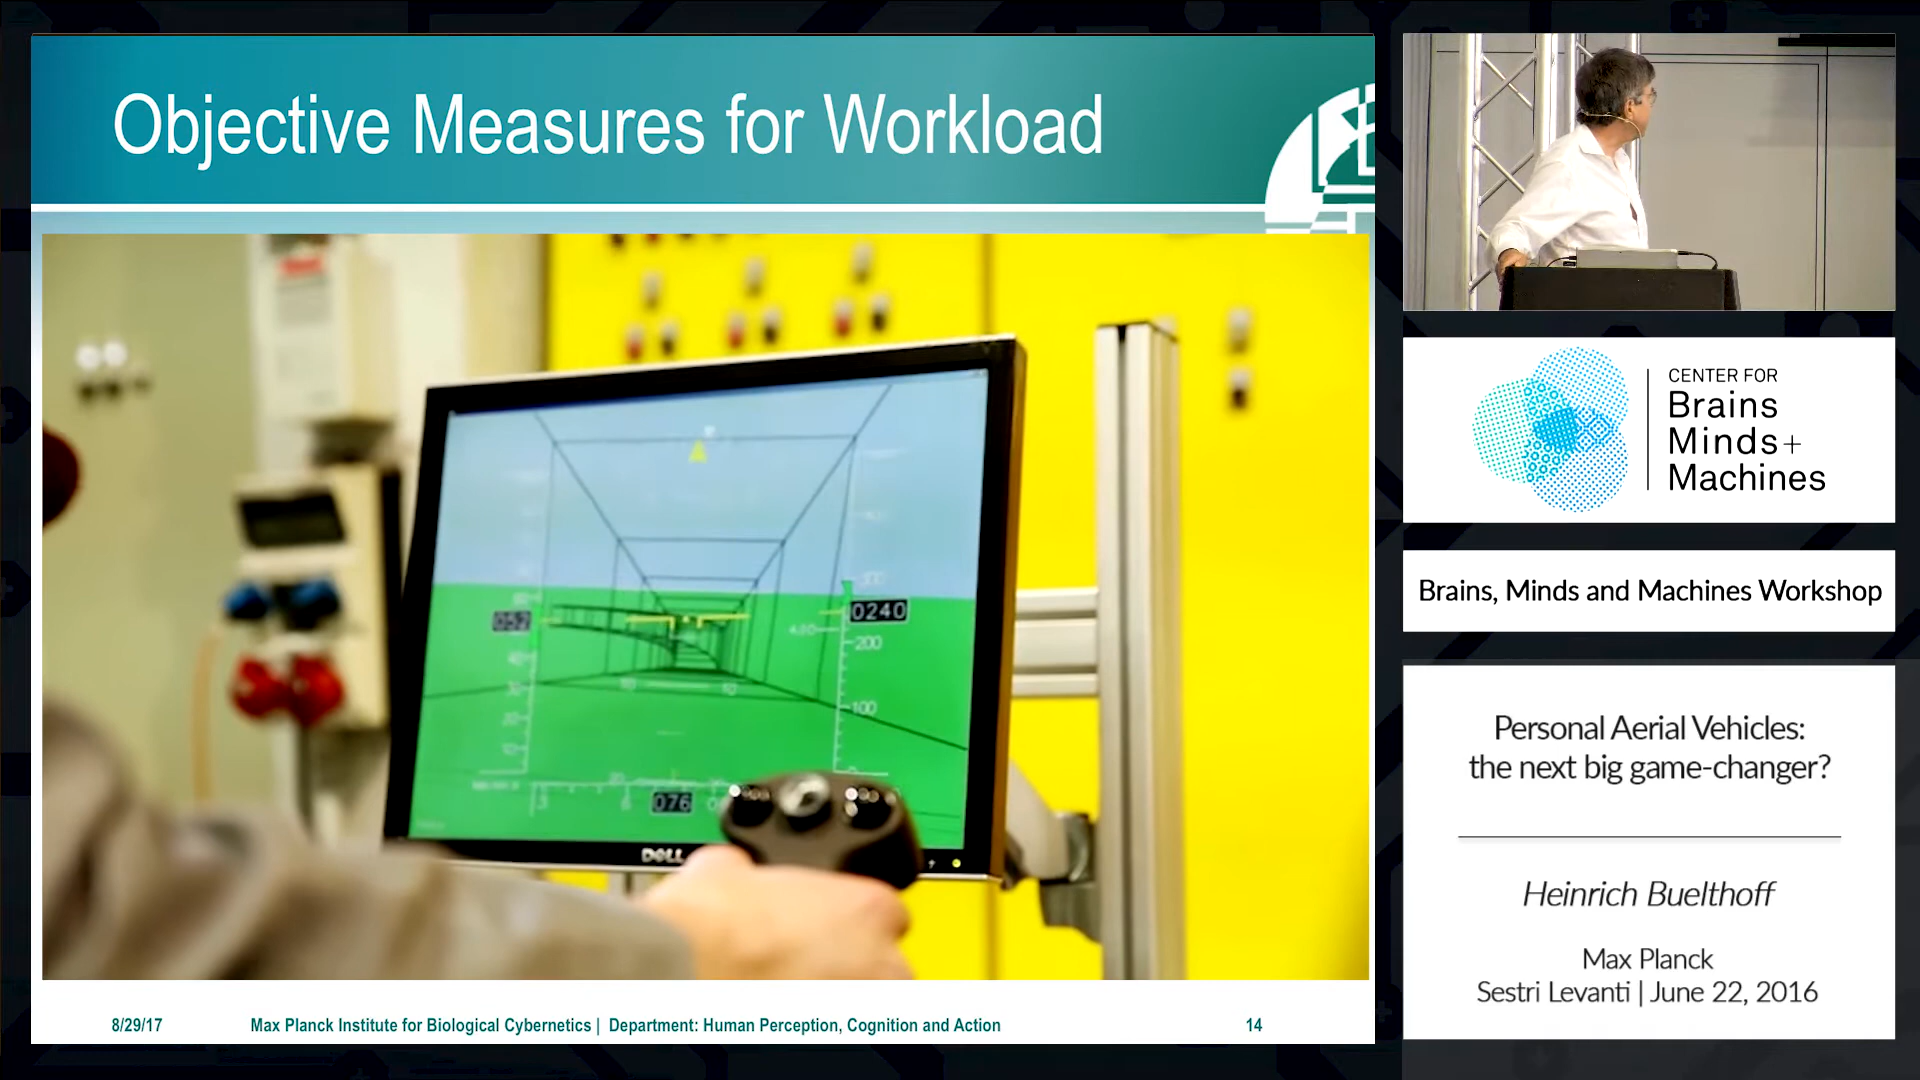 Objective Measures for Workload
052
0240
200
100
076
DELL
8/29/17
Max Planck Institute for Biological Cybernetics | Department: Human Perception, Cognition and Action
14
CENTER FOR
Brains
Minds+
Machines
Brains, Minds and Machines Workshop
Personal Aerial Vehicles:
the next big game-changer?
Heinrich Buelthoff
Max Planck
Sestri Levanti | June 22, 2016